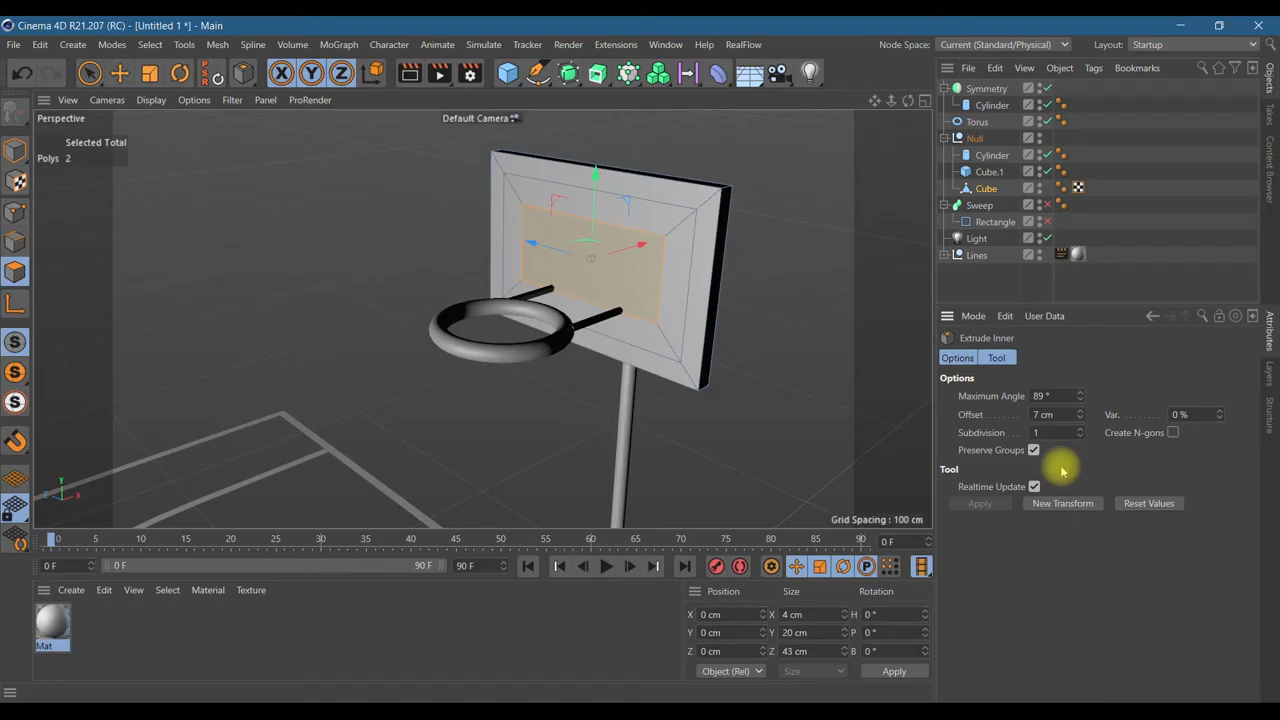 Cinema 4D R21.207 (RC) - [Untitled 1 *] - Main
File Edit Create Modes Select Tools Mesh Spline Volume MoGraph Character Animate Simulate Tracker Render Extensions Window Help RealFlow Node Space: Current (Standard/Physical) Layout: Startup
P S R X Y Z
File Edit View Object Tags Bookmarks
View Cameras Display Options Filter Panel ProRender
Perspective Default Camera
Selected Total
Polys 2
Symmetry
Cylinder
Torus
Null
Cylinder
Cube.1
Cube
Sweep
Rectangle
Light
Lines
Objects
Takes
Content Browser
Mode Edit User Data
Extrude Inner
Options Tool
Options
Maximum Angle 89 °
Offset 7 cm Var. 0 %
Subdivision 1 Create N-gons
Preserve Groups
Tool
Realtime Update
Apply New Transform Reset Values
Attributes
Layers
Structure
S
S
S
Y
Z X
Grid Spacing : 100 cm
0 5 10 15 20 25 30 35 40 45 50 55 60 65 70 75 80 85 90 0 F
0 F 0 F 90 F 90 F P
Create Edit View Select Material Texture
Mat
Position Size Rotation
X 0 cm X 4 cm H 0 °
Y 0 cm Y 20 cm P 0 °
Z 0 cm Z 43 cm B 0 °
Object (Rel) Size Apply